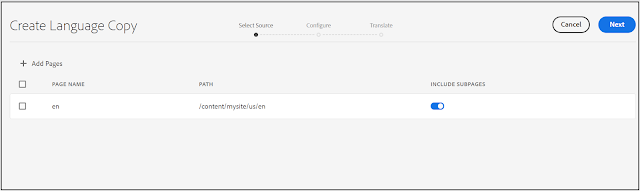 Create Language Copy
Select Source Configure Translate
Cancel Next
+ Add Pages
PAGE NAME PATH INCLUDE SUBPAGES
en /content/mysite/us/en